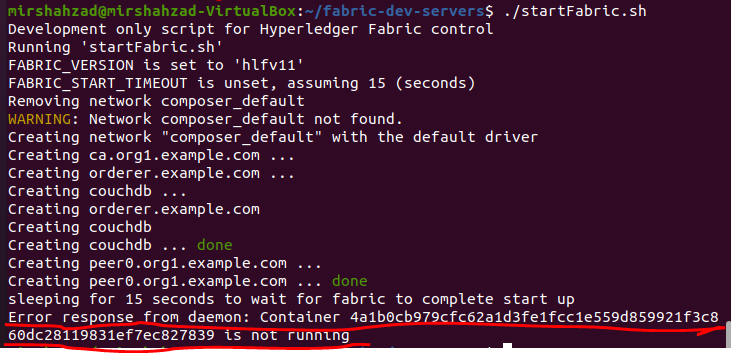 mirshahzad@mirshahzad-VirtualBox:~/fabric-dev-servers$ ./startFabric.sh
Development only script for Hyperledger Fabric control
Running 'startFabric.sh'
FABRIC_VERSION is set to 'hlfv11'
FABRIC_START_TIMEOUT is unset, assuming 15 (seconds)
Removing network composer_default
WARNING: Network composer_default not found.
Creating network "composer_default" with the default driver
Creating ca.org1.example.com ...
Creating orderer.example.com ...
Creating couchdb ...
Creating orderer.example.com
Creating couchdb
Creating couchdb ... done
Creating peer0.org1.example.com ...
Creating peer0.org1.example.com ... done
sleeping for 15 seconds to wait for fabric to complete start up
Error response from daemon: Container 4a1b0cb979cfc62a1d3fe1fcc1e559d859921f3c8
60dc28119831ef7ec827839 is not running